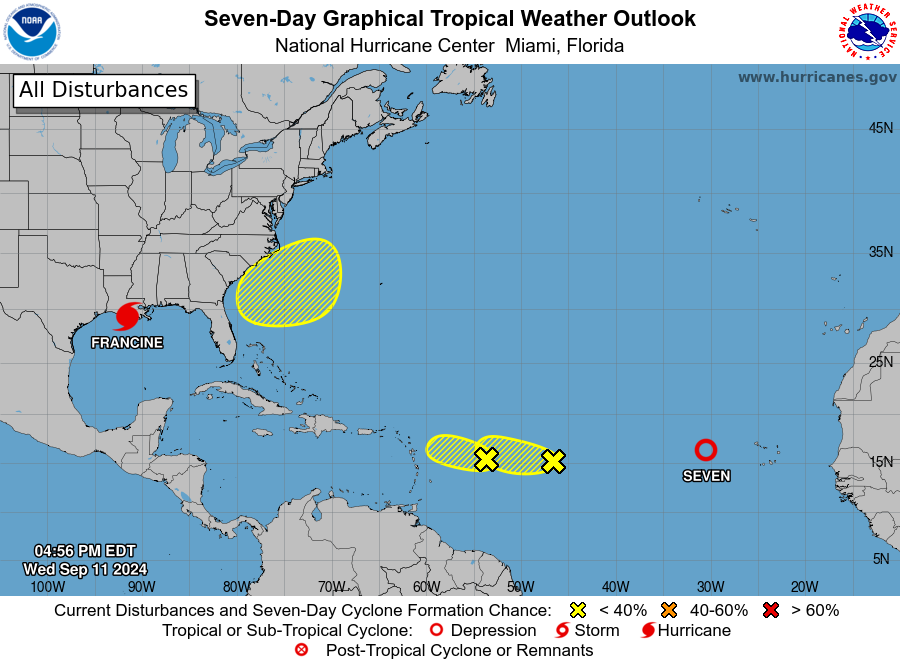 Seven-Day Graphical Tropical Weather Outlook
National Hurricane Center Miami, Florida
NOAA
NATIONAL WEATHER SERVICE
www.hurricanes.gov
All Disturbances
45N
35N
FRANCINE
25N
15N
SEVEN
04:56 PM EDT
Wed Sep 11 2024
5N
100W 90W 80W 70W 60W 50W 40W 30W 20W
Current Disturbances and Seven-Day Cyclone Formation Chance: < 40% 40-60% > 60%
Tropical or Sub-Tropical Cyclone: Depression Storm Hurricane
Post-Tropical Cyclone or Remnants